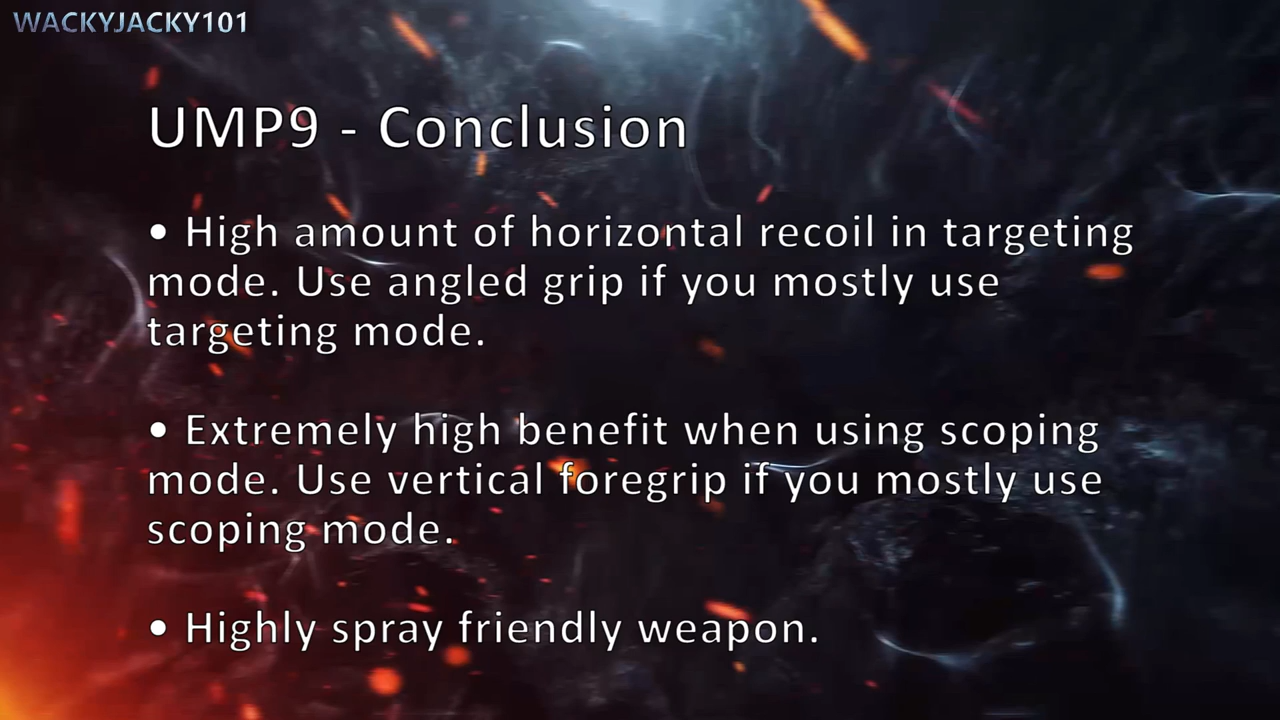 WACKYJACKY101
UMP9 - Conclusion
• High amount of horizontal recoil in targeting
mode. Use angled grip if you mostly use
targeting mode.
• Extremely high benefit when using scoping
mode. Use vertical foregrip if you mostly use
scoping mode.
• Highly spray friendly weapon.